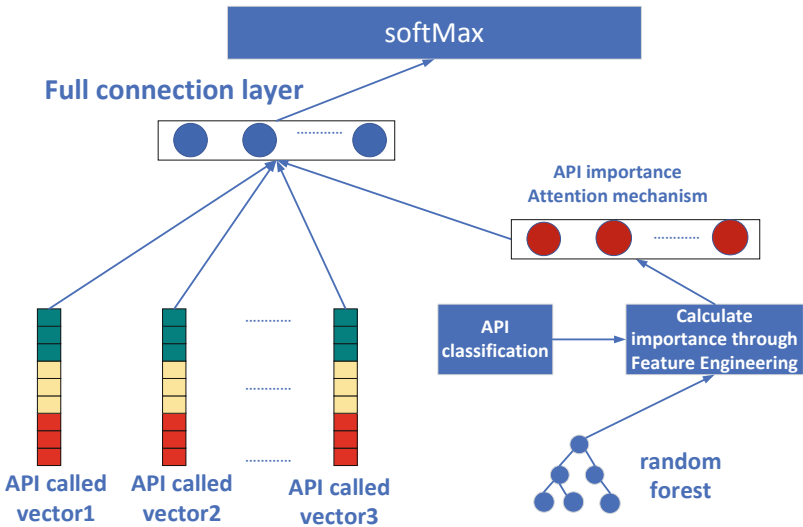 softMax
Full connection layer
API importance
Attention mechanism
API
classification
Calculate
importance through
Feature Engineering
random
forest
API called
vector1
API called
vector2
API called
vector3